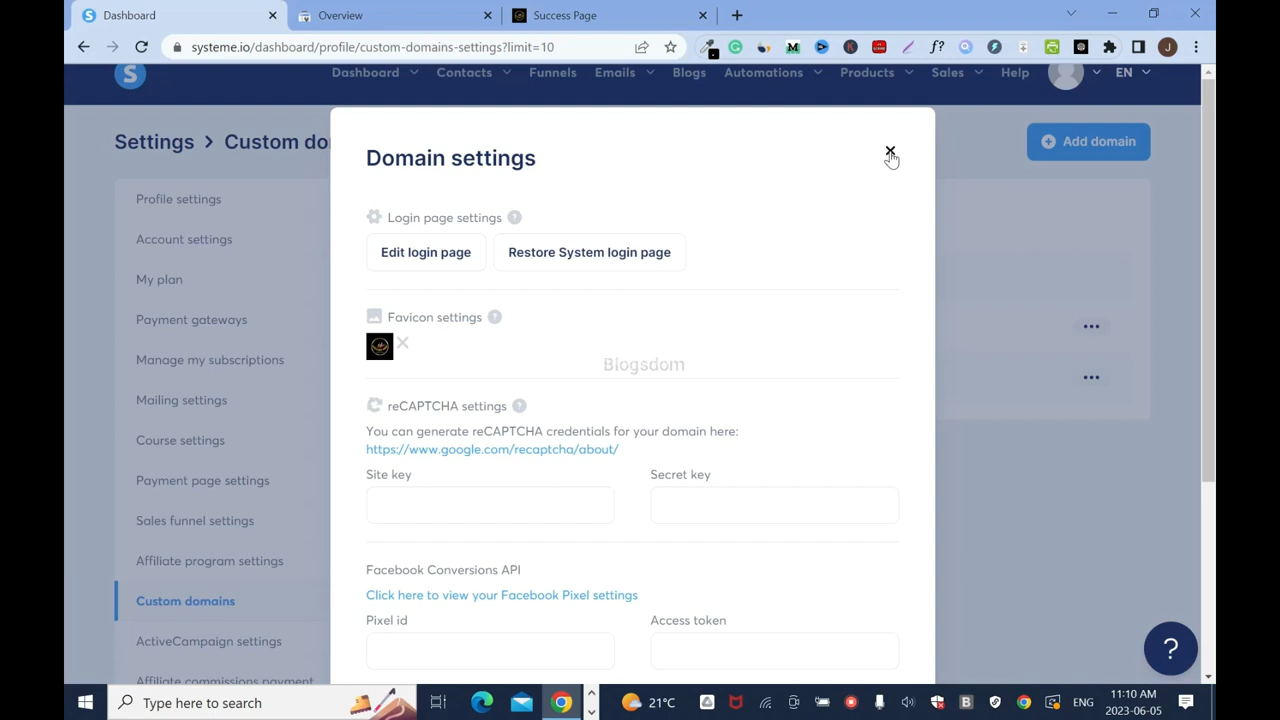 Dashboard
Overview
Success Page
systeme.io/dashboard/profile/custom-domains-settings?limit=10
f?
J
S
Dashboard
Contacts
Funnels
Emails
Blogs
Automations
Products
Sales
Help
EN
Settings > Custom do
Add domain
Domain settings
Profile settings
Login page settings ?
Account settings
Edit login page
Restore System login page
My plan
Payment gateways
Favicon settings ?
Manage my subscriptions
Blogsdom
Mailing settings
reCAPTCHA settings ?
You can generate reCAPTCHA credentials for your domain here:
Course settings
https://www.google.com/recaptcha/about/
Payment page settings
Site key
Secret key
Sales funnel settings
Affiliate program settings
Facebook Conversions API
Custom domains
Click here to view your Facebook Pixel settings
Pixel id
Access token
ActiveCampaign settings
?
Affiliate commissions payment
Type here to search
21°C
ENG
11:10 AM
2023-06-05